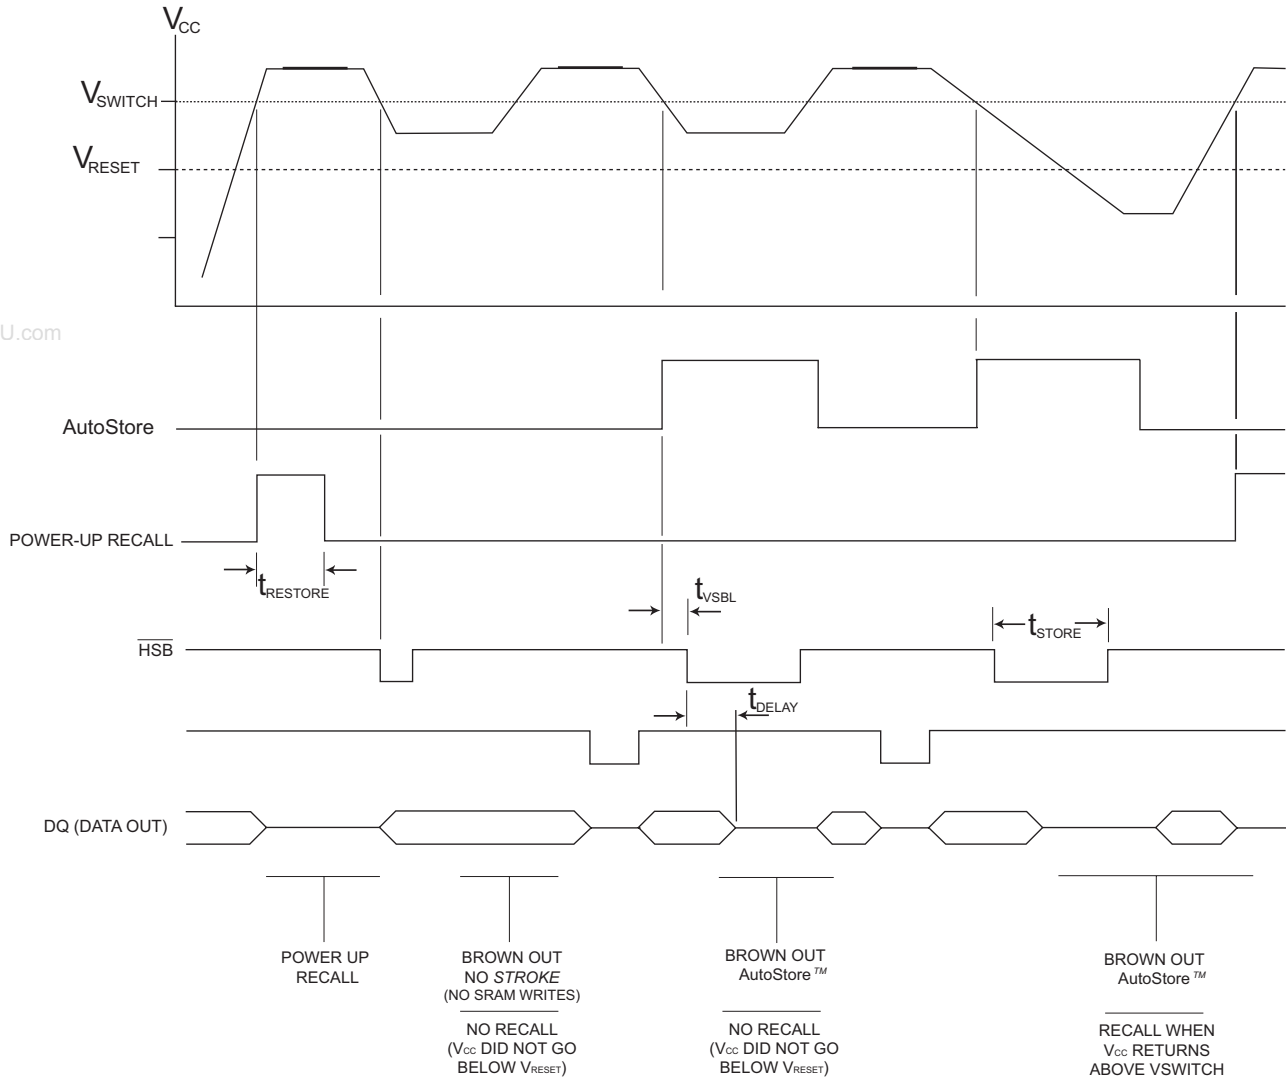 VCC
VSWITCH
VRESET
U.com
AutoStore
POWER-UP RECALL
tRESTORE
tVSBL
tSTORE
HSB
tDELAY
DQ (DATA OUT)
POWER UP
RECALL
BROWN OUT
NO STROKE
(NO SRAM WRITES)
NO RECALL
(VCC DID NOT GO
BELOW VRESET)
BROWN OUT
AutoStore™
NO RECALL
(VCC DID NOT GO
BELOW VRESET)
BROWN OUT
AutoStore™
RECALL WHEN
VCC RETURNS
ABOVE VSWITCH